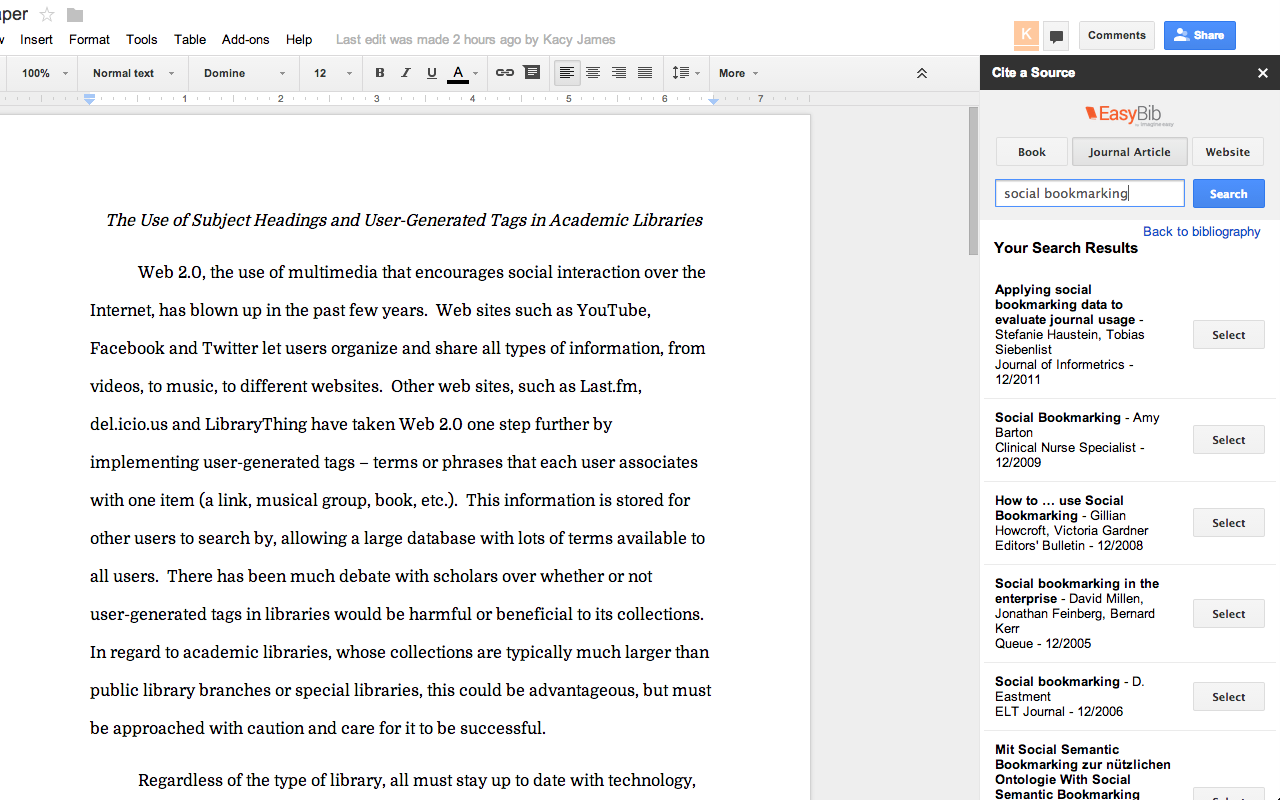 aper
w Insert Format Tools Table Add-ons Help Last edit was made 2 hours ago by Kacy James
K Comments Share
100% Normal text Domine 12 B I U A More
1 2 3 4 5 6 7
The Use of Subject Headings and User-Generated Tags in Academic Libraries
Web 2.0, the use of multimedia that encourages social interaction over the
Internet, has blown up in the past few years.  Web sites such as YouTube,
Facebook and Twitter let users organize and share all types of information, from
videos, to music, to different websites.  Other web sites, such as Last.fm,
del.icio.us and LibraryThing have taken Web 2.0 one step further by
implementing user-generated tags – terms or phrases that each user associates
with one item (a link, musical group, book, etc.).  This information is stored for
other users to search by, allowing a large database with lots of terms available to
all users.  There has been much debate with scholars over whether or not
user-generated tags in libraries would be harmful or beneficial to its collections.
In regard to academic libraries, whose collections are typically much larger than
public library branches or special libraries, this could be advantageous, but must
be approached with caution and care for it to be successful.
Regardless of the type of library, all must stay up to date with technology,
Cite a Source
EasyBib
by imagine easy
Book Journal Article Website
social bookmarking Search
Back to bibliography
Your Search Results
Applying social
bookmarking data to
evaluate journal usage -
Stefanie Haustein, Tobias
Siebenlist
Journal of Informetrics -
12/2011
Select
Social Bookmarking - Amy
Barton
Clinical Nurse Specialist -
12/2009
Select
How to ... use Social
Bookmarking - Gillian
Howcroft, Victoria Gardner
Editors' Bulletin - 12/2008
Select
Social bookmarking in the
enterprise - David Millen,
Jonathan Feinberg, Bernard
Kerr
Queue - 12/2005
Select
Social bookmarking - D.
Eastment
ELT Journal - 12/2006
Select
Mit Social Semantic
Bookmarking zur nützlichen
Ontologie With Social
Semantic Bookmarking